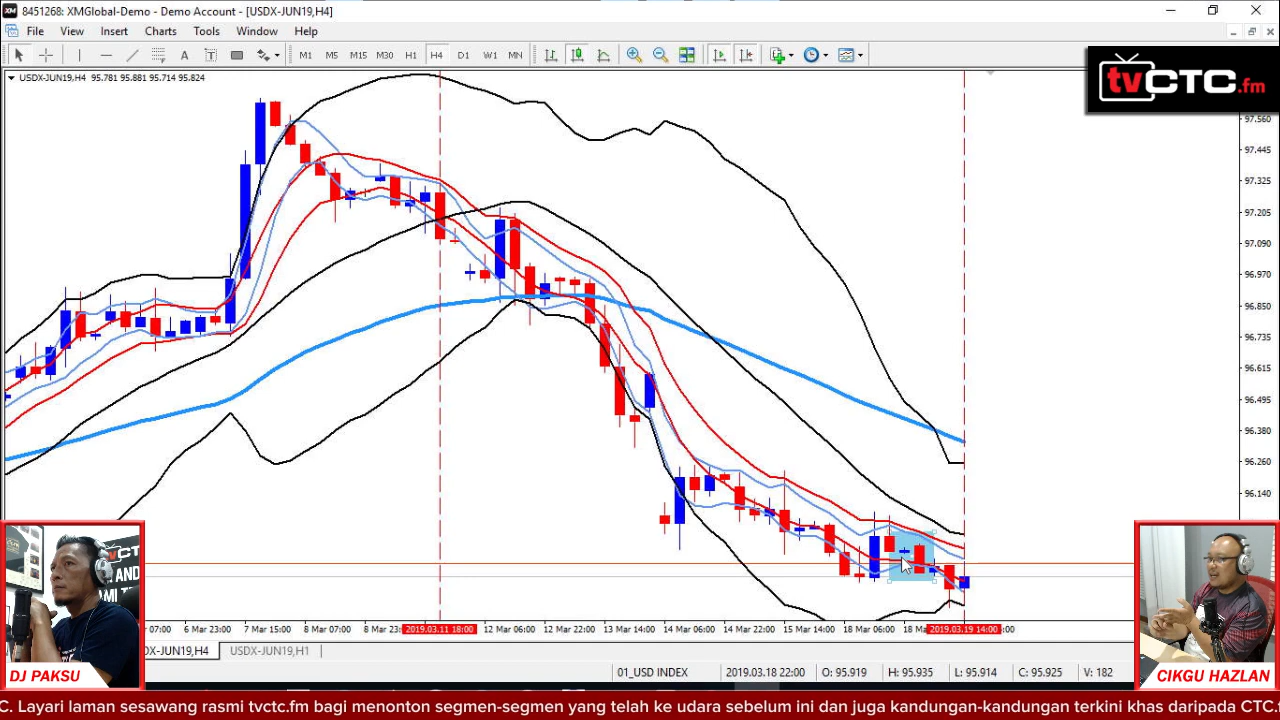 8451268: XMGlobal-Demo - Demo Account - [USDX-JUN19,H4]
File View Insert Charts Tools Window Help
A T M1 M5 M15 M30 H1 H4 D1 W1 MN
USDX-JUN19,H4 95.781 95.881 95.714 95.824
tvCTC.fm
97.560
97.445
97.325
97.205
97.090
96.970
96.850
96.735
96.615
96.495
96.380
96.260
96.140
07:00 6 Mar 23:00 7 Mar 15:00 8 Mar 07:00 8 Mar 23: 2019.03.11 18:00 12 Mar 06:00 12 Mar 22:00 13 Mar 14:00 14 Mar 06:00 14 Mar 22:00 15 Mar 14:00 18 Mar 06:00 18 M 2019.03.19 14:00 :00
DX-JUN19,H4 USDX-JUN19,H1
01_USD INDEX 2019.03.18 22:00 O: 95.919 H: 95.935 L: 95.914 C: 95.925 V: 182
DJ PAKSU
CIKGU HAZLAN
C. Layari laman sesawang rasmi tvctc.fm bagi menonton segmen-segmen yang telah ke udara sebelum ini dan juga kandungan-kandungan terkini khas daripada CTC.